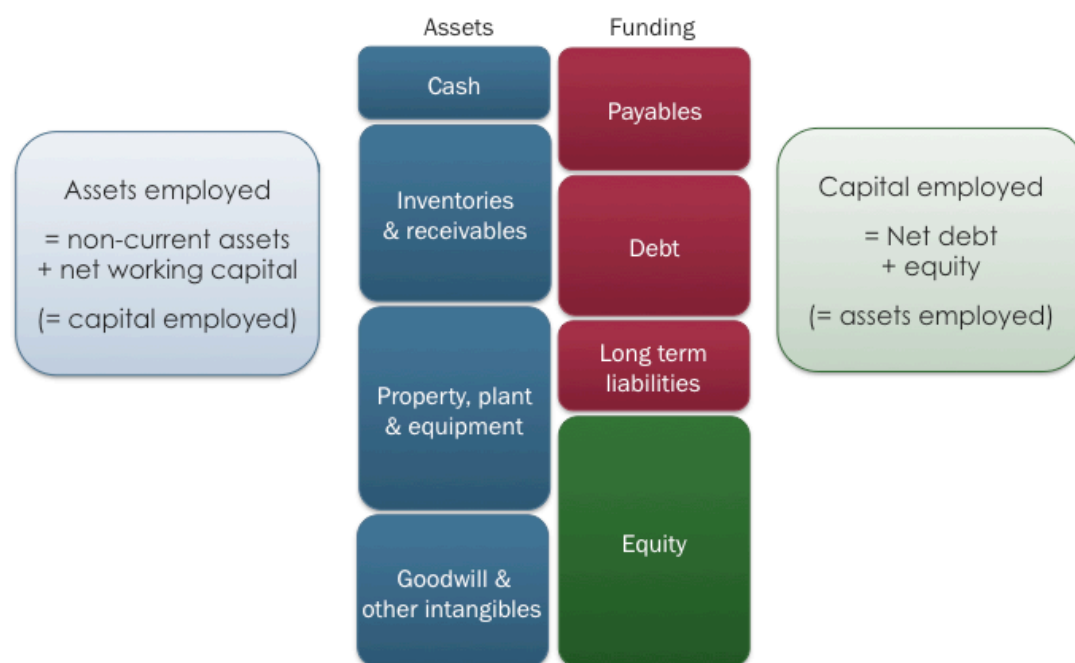 Assets
Funding
Cash
Payables
Assets employed
= non-current assets
+ net working capital
(= capital employed)
Inventories
& receivables
Debt
Capital employed
= Net debt
+ equity
(= assets employed)
Property, plant
& equipment
Long term
liabilities
Goodwill &
other intangibles
Equity